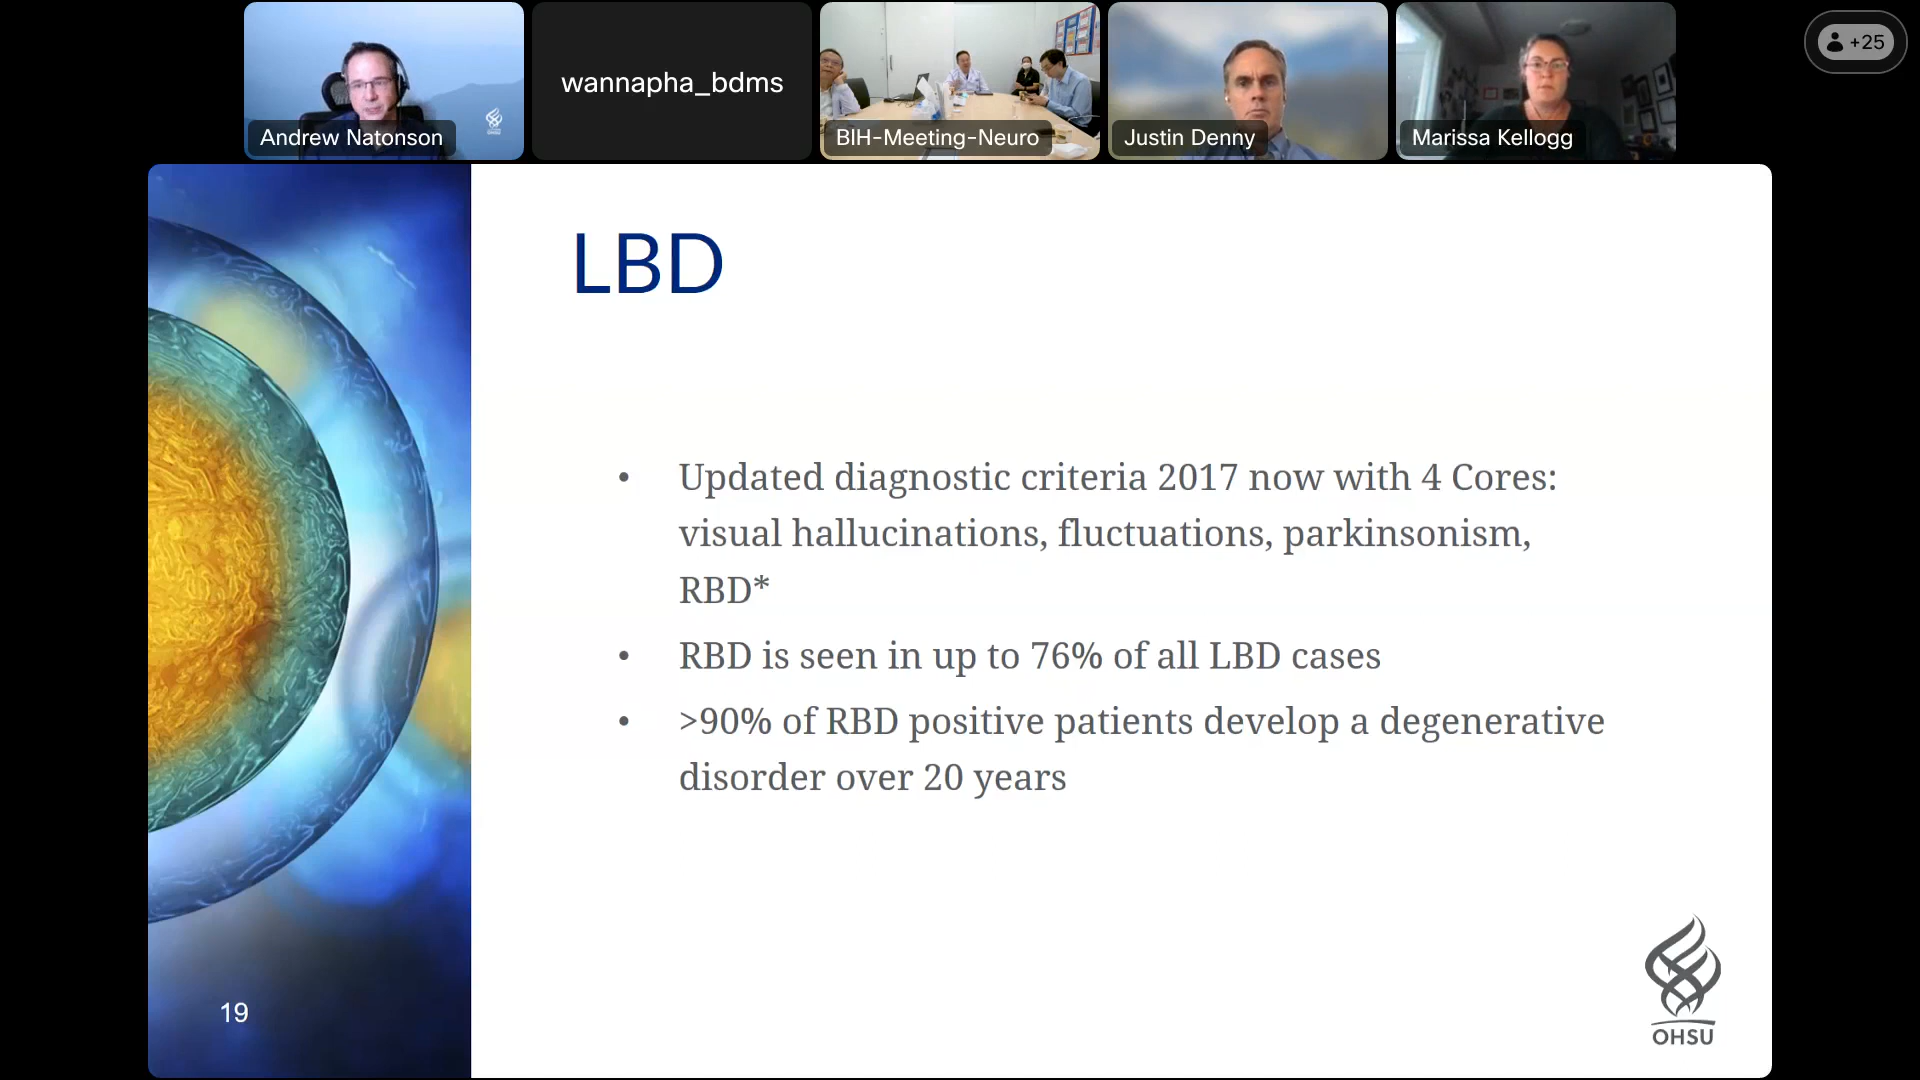 Andrew Natonson
wannapha_bdms
BIH-Meeting-Neuro
Justin Denny
Marissa Kellogg
+25
LBD
• Updated diagnostic criteria 2017 now with 4 Cores:
visual hallucinations, fluctuations, parkinsonism,
RBD*
• RBD is seen in up to 76% of all LBD cases
• >90% of RBD positive patients develop a degenerative
disorder over 20 years
19
OHSU